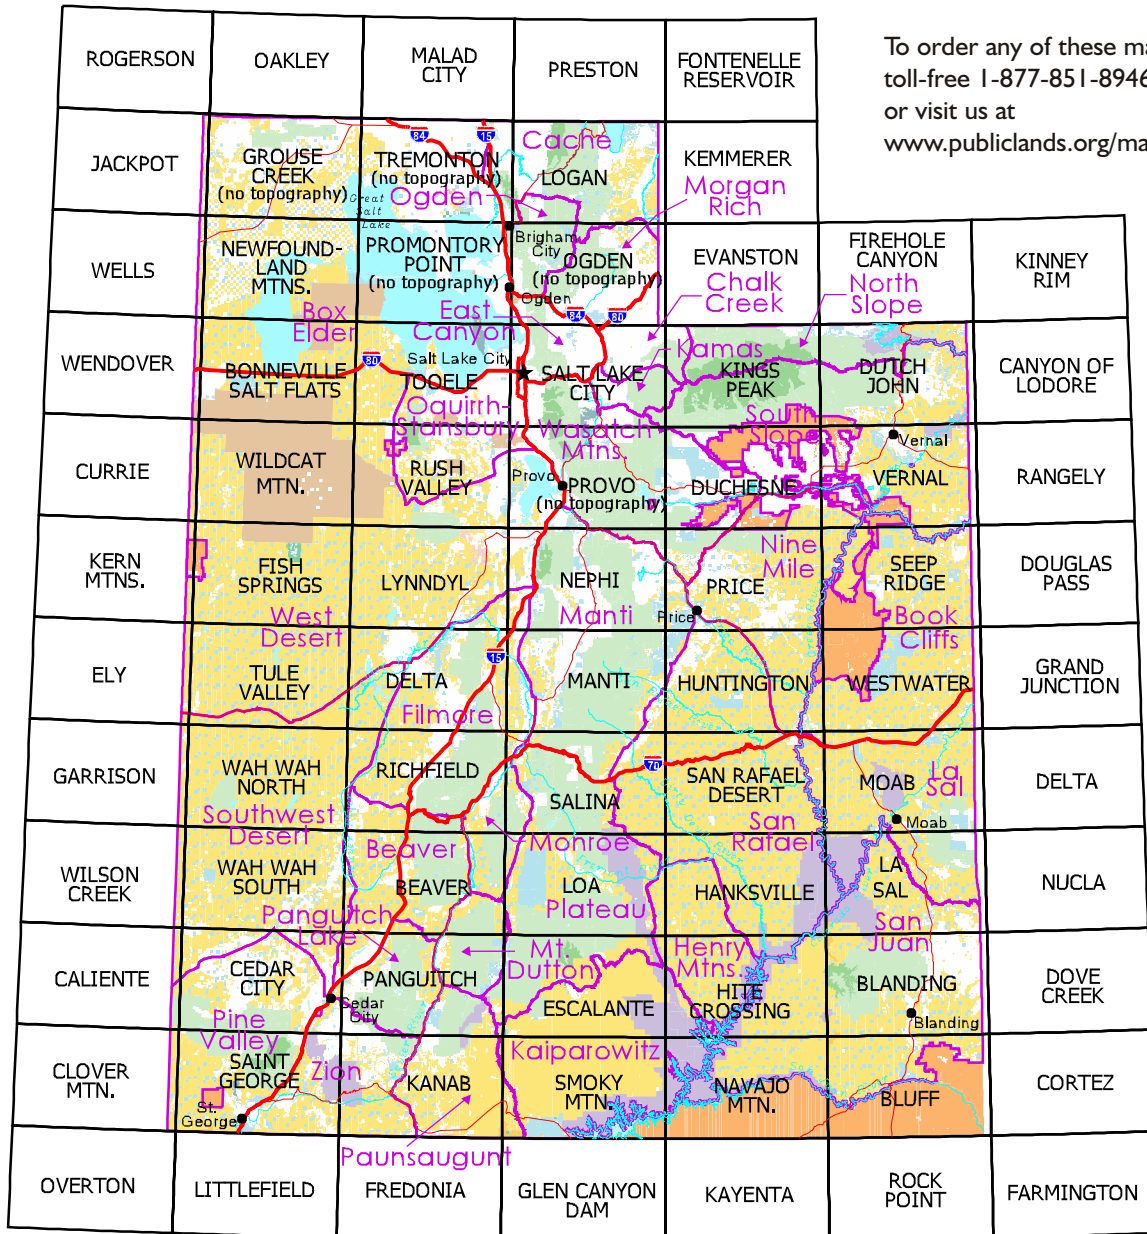 To order any of these ma
toll-free 1-877-851-8946
or visit us at
www.publiclands.org/ma
ROGERSON
OAKLEY
MALAD
CITY
PRESTON
FONTENELLE
RESERVOIR
JACKPOT
GROUSE
CREEK
(no topography)
84
15
TREMONTON
(no topography)
Cache
LOGAN
KEMMERER
Morgan
Rich
Ogden
Great
Salt
Lake
WELLS
NEWFOUND-
LAND
MTNS.
PROMONTORY
POINT
(no topography)
Brigham
City
OGDEN
(no topography)
Ogden
EVANSTON
FIREHOLE
CANYON
KINNEY
RIM
Chalk
Creek
North
Slope
Box
Elder
East
Canyon
84
80
WENDOVER
BONNEVILLE
SALT FLATS
80
Salt Lake City
TOOELE
SALT LAKE
CITY
Kamas
KINGS
PEAK
DUTCH
JOHN
CANYON OF
LODORE
Oquirrh-
Stansbury
Wasatch
Mtns.
South
Slope
Vernal
CURRIE
WILDCAT
MTN.
RUSH
VALLEY
Provo
PROVO
(no topography)
DUCHESNE
VERNAL
RANGELY
KERN
MTNS.
FISH
SPRINGS
LYNNDYL
NEPHI
Nine
Mile
PRICE
SEEP
RIDGE
DOUGLAS
PASS
West
Desert
Manti
Price
Book
Cliffs
ELY
TULE
VALLEY
15
DELTA
MANTI
HUNTINGTON
WESTWATER
GRAND
JUNCTION
Filmore
GARRISON
WAH WAH
NORTH
RICHFIELD
SALINA
70
SAN RAFAEL
DESERT
MOAB
La
Sal
DELTA
Southwest
Desert
San
Rafael
Moab
Beaver
Monroe
WILSON
CREEK
WAH WAH
SOUTH
BEAVER
LOA
Plateau
HANKSVILLE
LA
SAL
NUCLA
Panguitch
Lake
San
Juan
CALIENTE
CEDAR
CITY
PANGUITCH
Mt.
Dutton
Henry
Mtns.
HITE
CROSSING
BLANDING
DOVE
CREEK
Cedar
City
ESCALANTE
Blanding
Pine
Valley
Kaiparowitz
CLOVER
MTN.
SAINT
GEORGE
Zion
KANAB
SMOKY
MTN.
NAVAJO
MTN.
BLUFF
CORTEZ
St.
George
Paunsaugunt
OVERTON
LITTLEFIELD
FREDONIA
GLEN CANYON
DAM
KAYENTA
ROCK
POINT
FARMINGTON